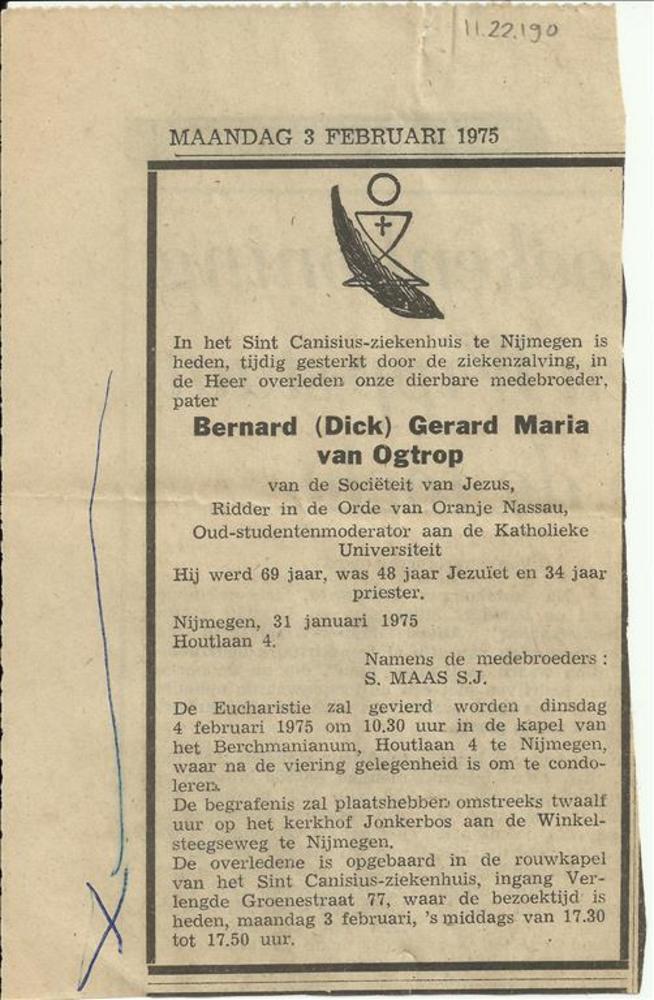 11.22.190
MAANDAG 3 FEBRUARI 1975
In het Sint Canisius-ziekenhuis te Nijmegen is
heden, tijdig gesterkt door de ziekenzalving, in
de Heer overleden onze dierbare medebroeder,
pater
Bernard (Dick) Gerard Maria
van Ogtrop
van de Sociëteit van Jezus,
Ridder in de Orde van Oranje Nassau,
Oud-studentenmoderator aan de Katholieke
Universiteit
Hij werd 69 jaar, was 48 jaar Jezuïet en 34 jaar
priester.
Nijmegen, 31 januari 1975
Houtlaan 4.
Namens de medebroeders :
S. MAAS S.J.
De Eucharistie zal gevierd worden dinsdag
4 februari 1975 om 10.30 uur in de kapel van
het Berchmanianum, Houtlaan 4 te Nijmegen,
waar na de viering gelegenheid is om te condo-
leren.
De begrafenis zal plaatshebben omstreeks twaalf
uur op het kerkhof Jonkerbos aan de Winkel-
steegseweg te Nijmegen.
De overledene is opgebaard in de rouwkapel
van het Sint Canisius-ziekenhuis, ingang Ver-
lengde Groenestraat 77, waar de bezoektijd is
heden, maandag 3 februari, 's middags van 17.30
tot 17.50 uur.